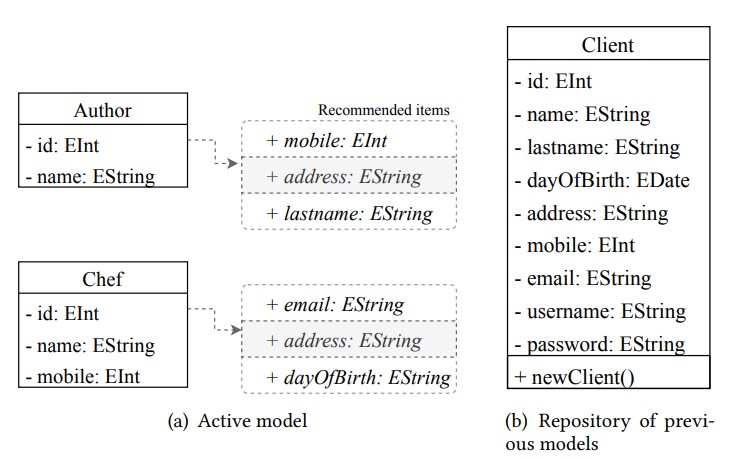 Author
- id: EInt
- name: EString
Recommended items
+ mobile: EInt
+ address: EString
+ lastname: EString
Chef
- id: EInt
- name: EString
- mobile: EInt
+ email: EString
+ address: EString
+ dayOfBirth: EString
(a) Active model
Client
- id: EInt
- name: EString
- lastname: EString
- dayOfBirth: EDate
- address: EString
- mobile: EInt
- email: EString
- username: EString
- password: EString
+ newClient()
(b) Repository of previ-
ous models